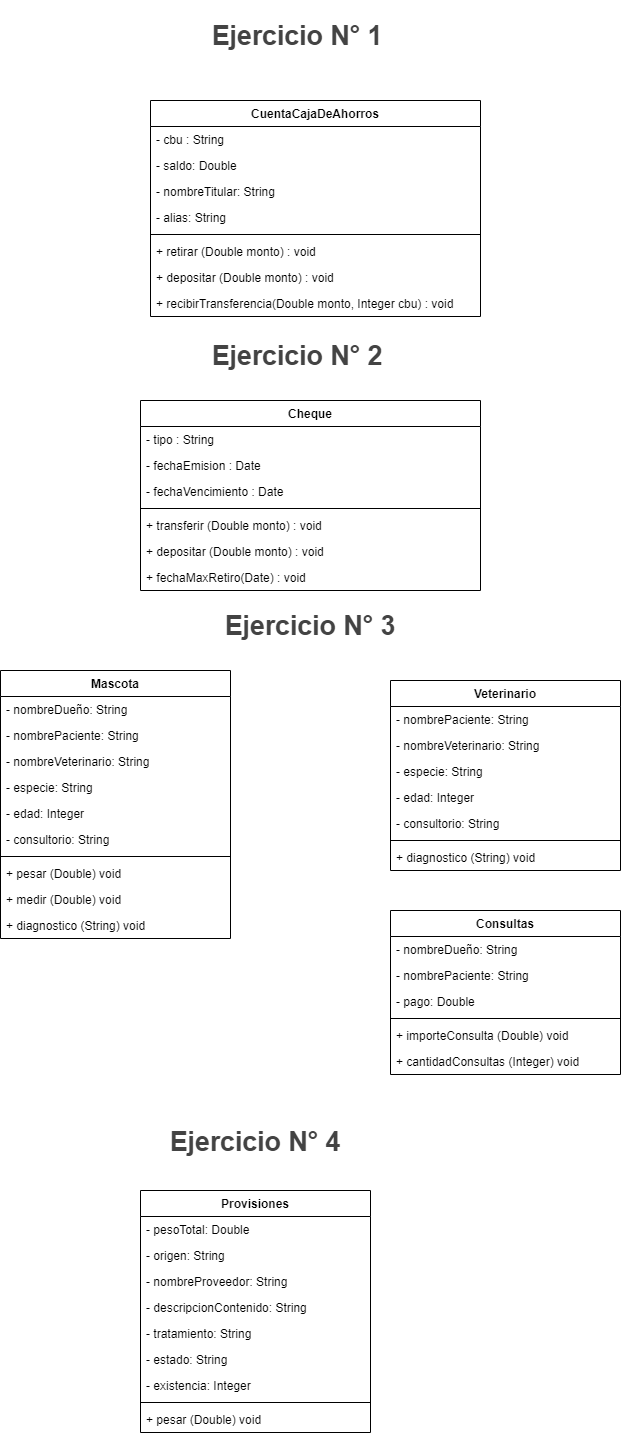 Ejercicio N° 1
CuentaCajaDeAhorros
- cbu : String
- saldo: Double
- nombreTitular: String
- alias: String
+ retirar (Double monto) : void
+ depositar (Double monto) : void
+ recibirTransferencia(Double monto, Integer cbu) : void
Ejercicio N° 2
Cheque
- tipo : String
- fechaEmision : Date
- fechaVencimiento : Date
+ transferir (Double monto) : void
+ depositar (Double monto) : void
+ fechaMaxRetiro(Date) : void
Ejercicio N° 3
Mascota
- nombreDueño: String
- nombrePaciente: String
- nombreVeterinario: String
- especie: String
- edad: Integer
- consultorio: String
+ pesar (Double) void
+ medir (Double) void
+ diagnostico (String) void
Veterinario
- nombrePaciente: String
- nombreVeterinario: String
- especie: String
- edad: Integer
- consultorio: String
+ diagnostico (String) void
Consultas
- nombreDueño: String
- nombrePaciente: String
- pago: Double
+ importeConsulta (Double) void
+ cantidadConsultas (Integer) void
Ejercicio N° 4
Provisiones
- pesoTotal: Double
- origen: String
- nombreProveedor: String
- descripcionContenido: String
- tratamiento: String
- estado: String
- existencia: Integer
+ pesar (Double) void